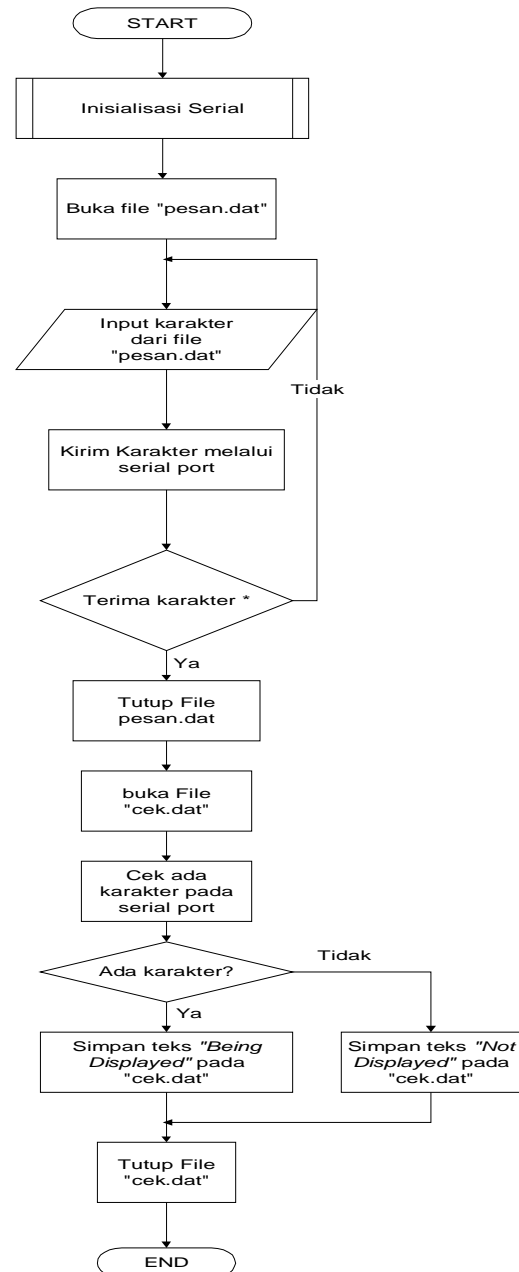 START
Inisialisasi Serial
Buka file "pesan.dat"
Input karakter
dari file
"pesan.dat"
Tidak
Kirim Karakter melalui
serial port
Terima karakter *
Ya
Tutup File
pesan.dat
buka File
"cek.dat"
Cek ada
karakter pada
serial port
Ada karakter?
Tidak
Ya
Simpan teks "Being
Displayed" pada
"cek.dat"
Simpan teks "Not
Displayed" pada
"cek.dat"
Tutup File
"cek.dat"
END